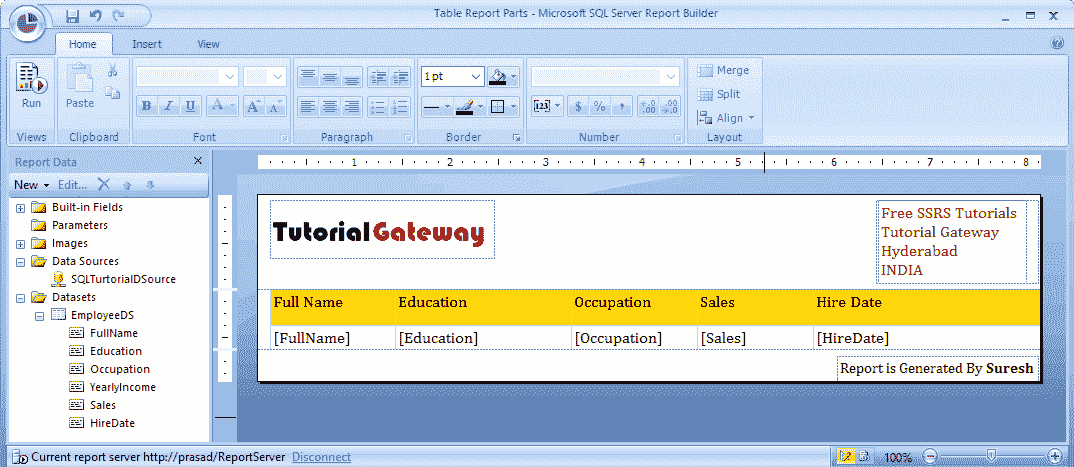 Table Report Parts - Microsoft SQL Server Report Builder
Home Insert View
Run Paste 1 pt Merge
Split
B I U A A A 123 $ % , .00 .00 Align
Views Clipboard Font Paragraph Border Number Layout
Report Data
New Edit...
Built-in Fields
Parameters
Images
Data Sources
SQLTurtorialDSource
Datasets
EmployeeDS
FullName
Education
Occupation
YearlyIncome
Sales
HireDate
1 2 3 4 5 6 7 8
TutorialGateway
Free SSRS Tutorials
Tutorial Gateway
Hyderabad
INDIA
Full Name Education Occupation Sales Hire Date
[FullName] [Education] [Occupation] [Sales] [HireDate]
Report is Generated By Suresh
Current report server http://prasad/ReportServer Disconnect 100%